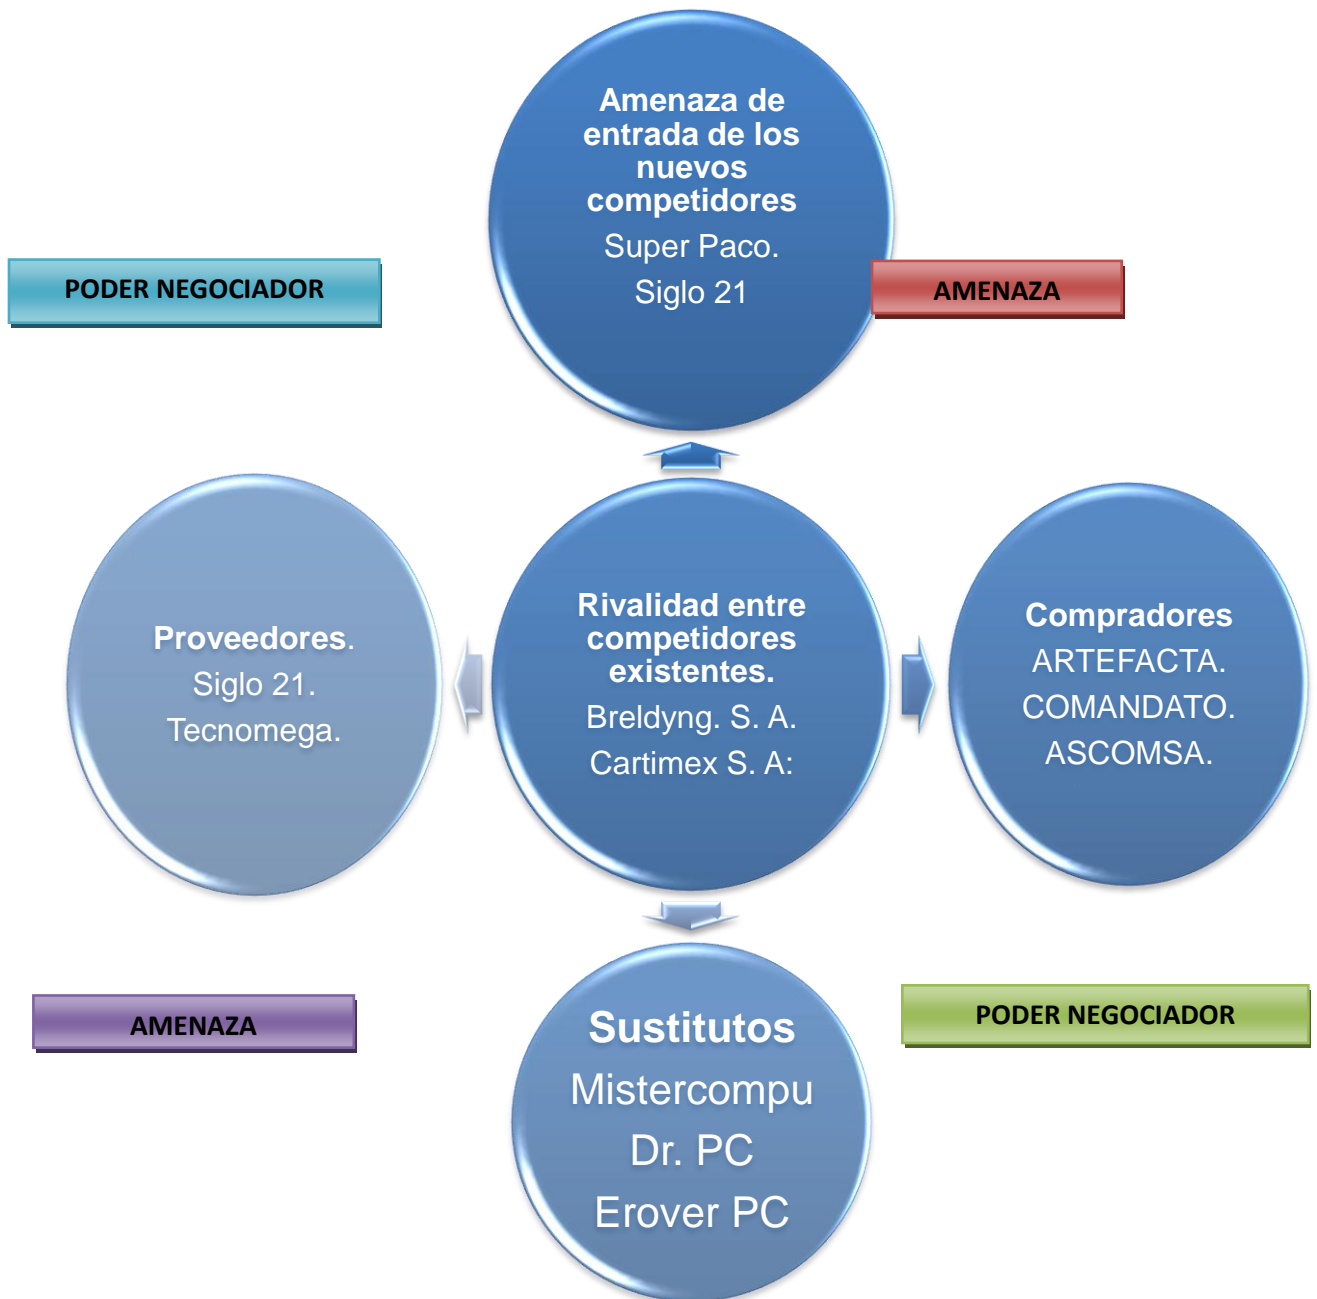 Amenaza de
entrada de los
nuevos
competidores
Super Paco.
Siglo 21
PODER NEGOCIADOR
AMENAZA
Proveedores.
Siglo 21.
Tecnomega.
Rivalidad entre
competidores
existentes.
Breldyng. S. A.
Cartimex S. A:
Compradores
ARTEFACTA.
COMANDATO.
ASCOMSA.
AMENAZA
PODER NEGOCIADOR
Sustitutos
Mistercompu
Dr. PC
Erover PC